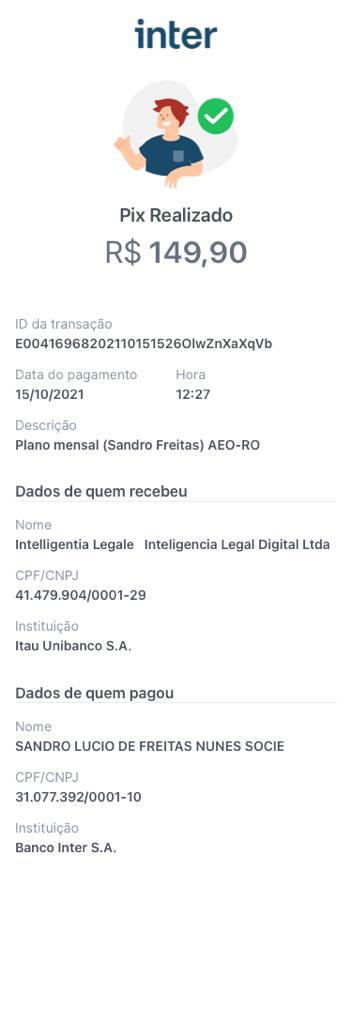 inter
Pix Realizado
R$ 149,90
ID da transação
E00416968202110151526OlwZnXaXqVb
Data do pagamento Hora
15/10/2021 12:27
Descrição
Plano mensal (Sandro Freitas) AEO-RO
Dados de quem recebeu
Nome
Intelligentia Legale Inteligencia Legal Digital Ltda
CPF/CNPJ
41.479.904/0001-29
Instituição
Itau Unibanco S.A.
Dados de quem pagou
Nome
SANDRO LUCIO DE FREITAS NUNES SOCIE
CPF/CNPJ
31.077.392/0001-10
Instituição
Banco Inter S.A.